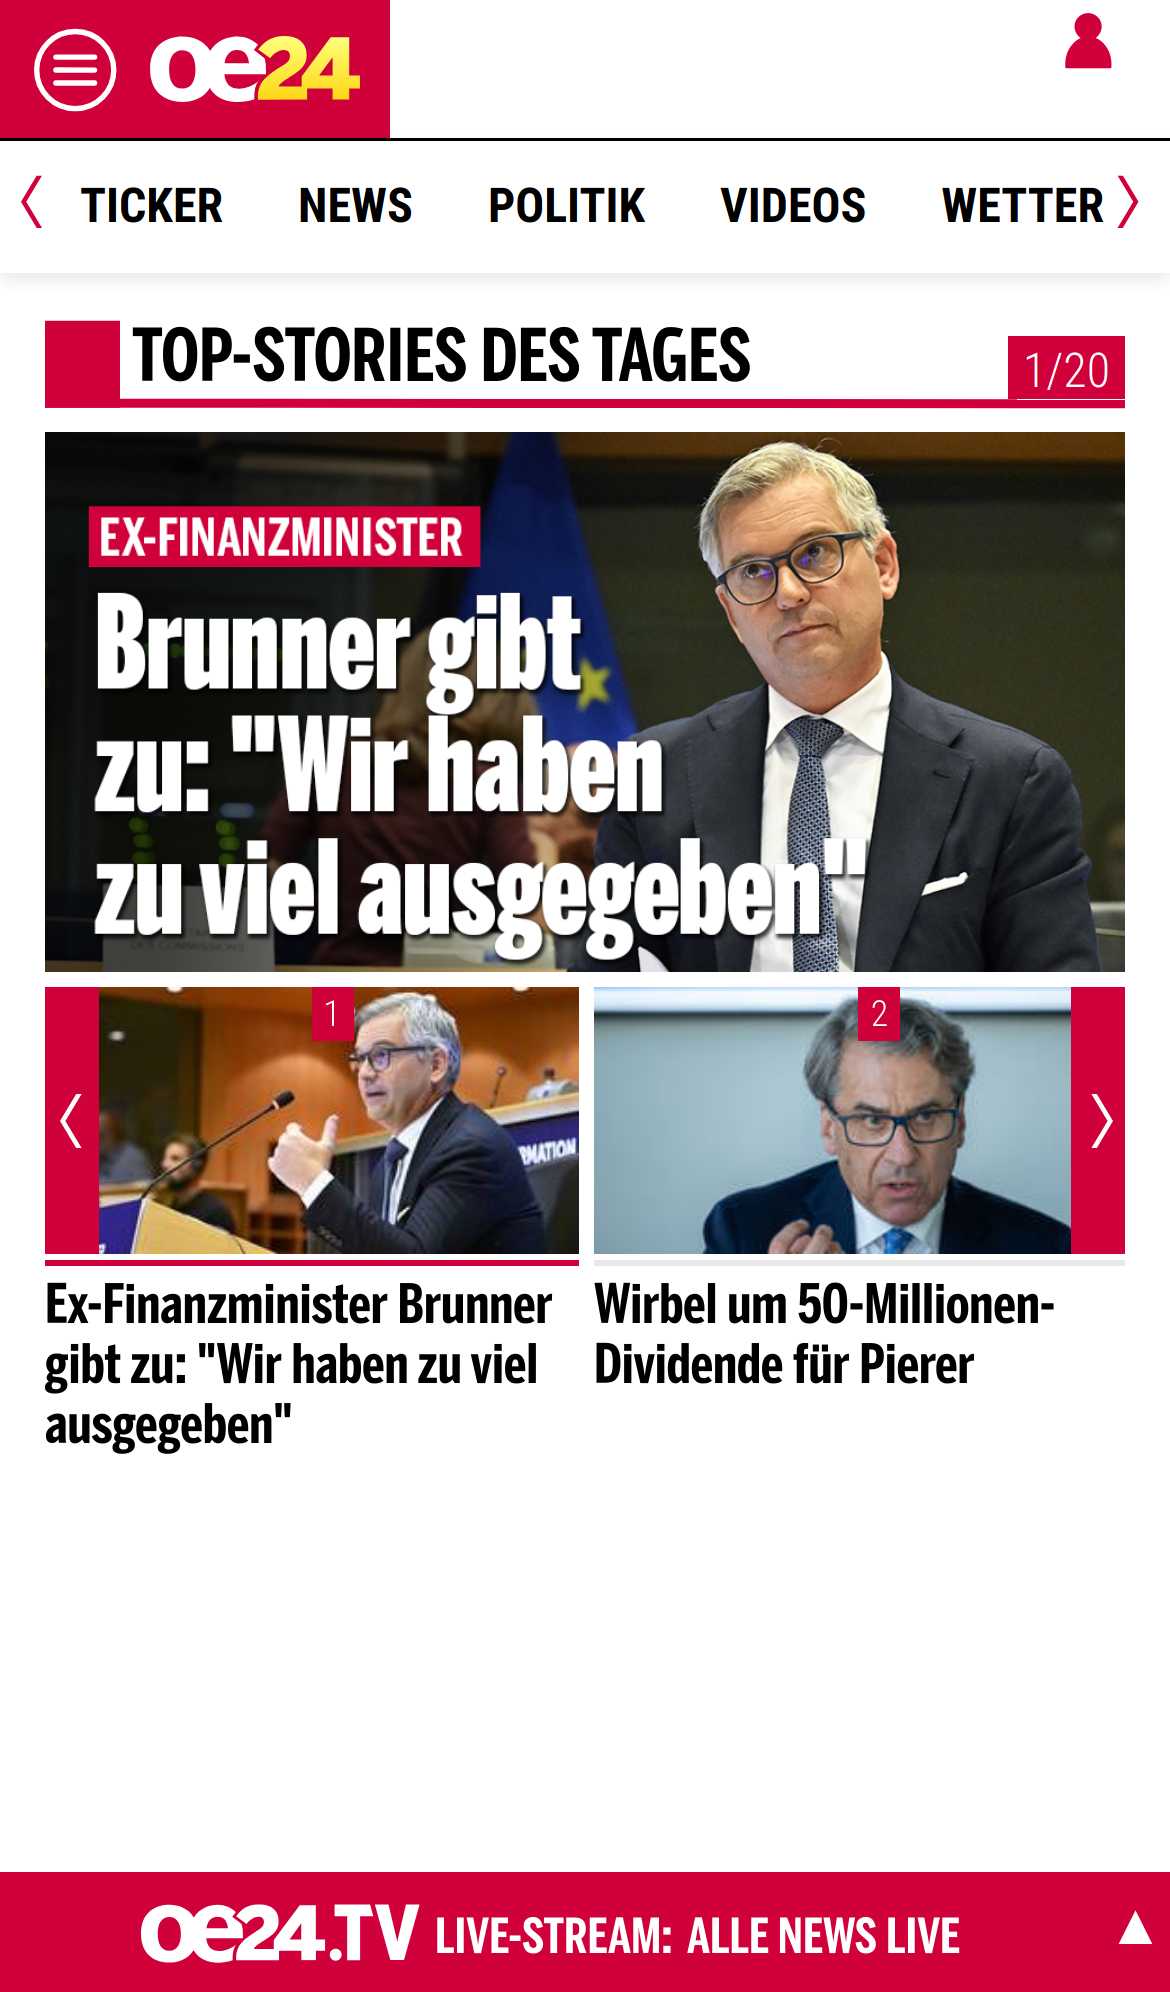 oe24
TICKER NEWS POLITIK VIDEOS WETTER
TOP-STORIES DES TAGES
1/20
EX-FINANZMINISTER
Brunner gibt
zu: "Wir haben
zu viel ausgegeben"
1
RMATION
2
Ex-Finanzminister Brunner
gibt zu: "Wir haben zu viel
ausgegeben"
Wirbel um 50-Millionen-
Dividende für Pierer
oe24.TV LIVE-STREAM: ALLE NEWS LIVE